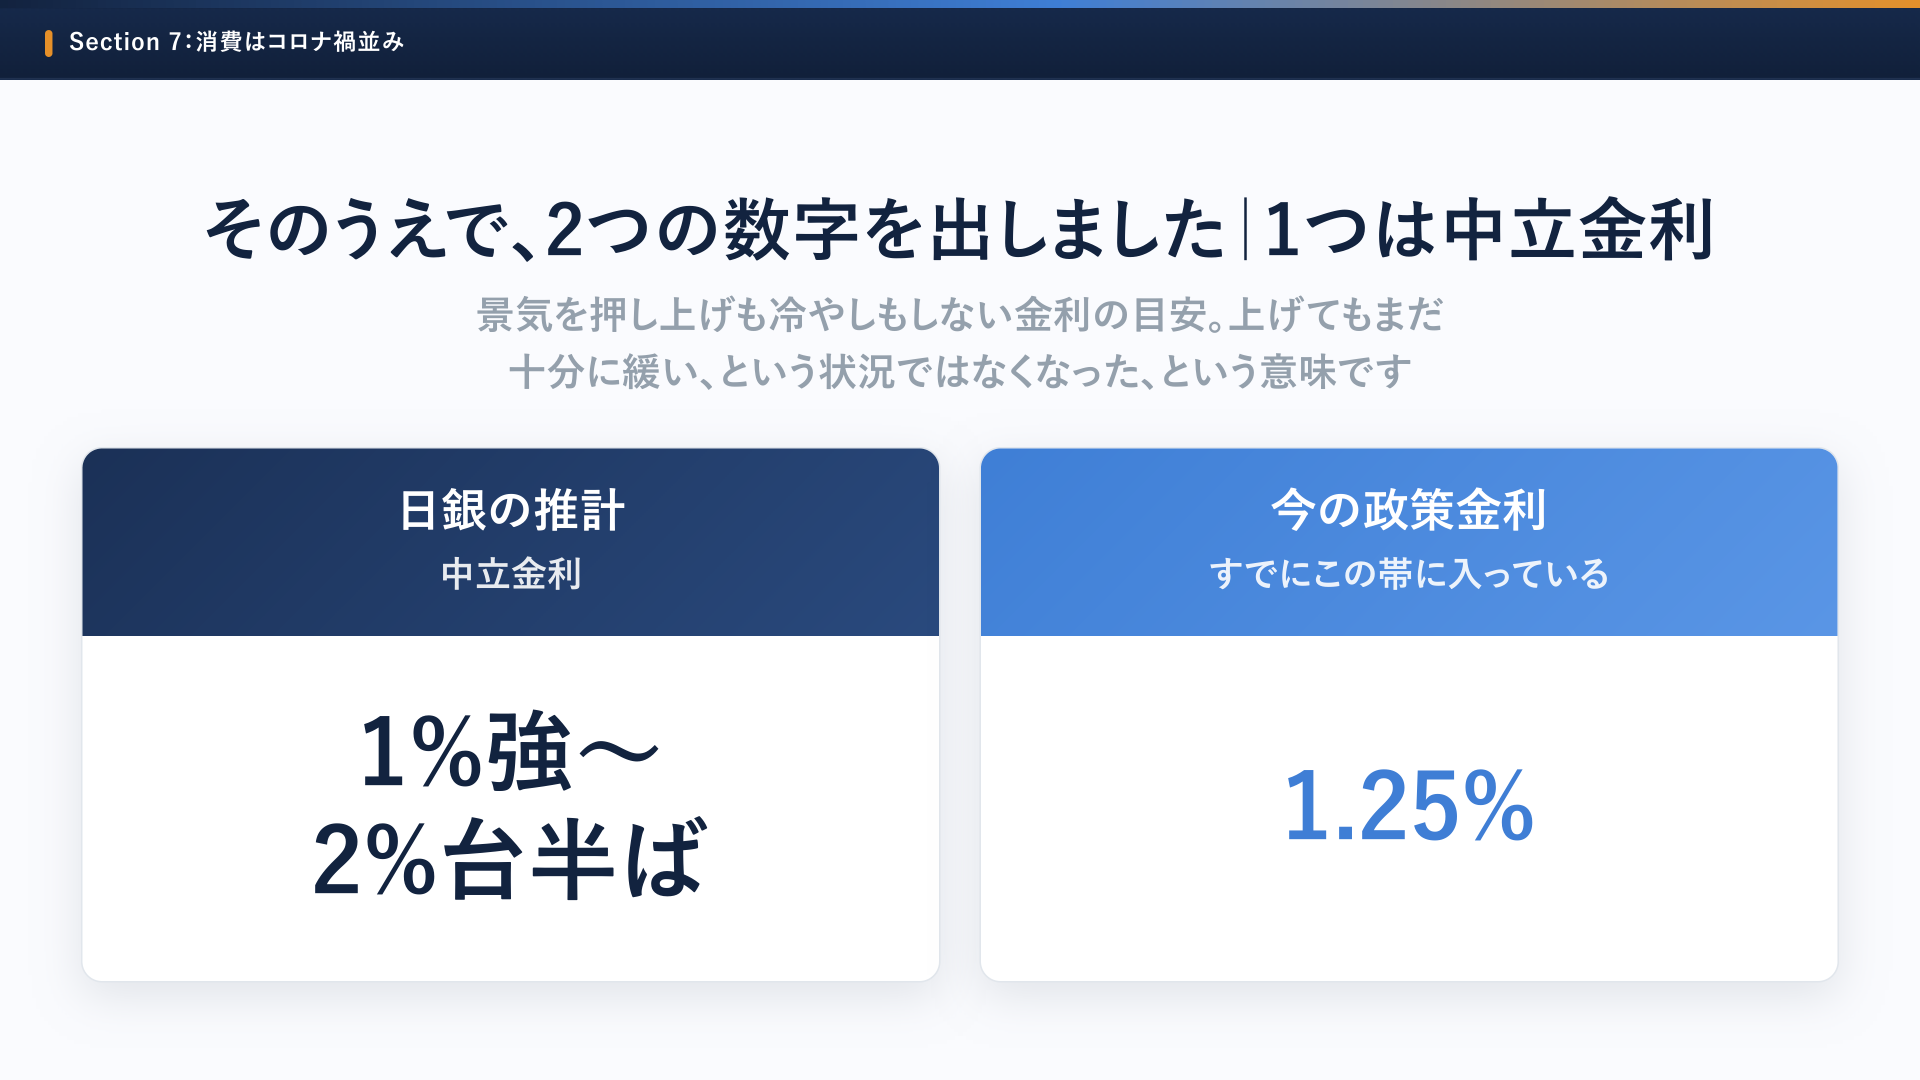 Section 7：消費はコロナ禍並み
そのうえで、2つの数字を出しました｜1つは中立金利
景気を押し上げも冷やしもしない金利の目安。上げてもまだ
十分に緩い、という状況ではなくなった、という意味です
日銀の推計
中立金利
1%強〜
2%台半ば
今の政策金利
すでにこの帯に入っている
1.25%